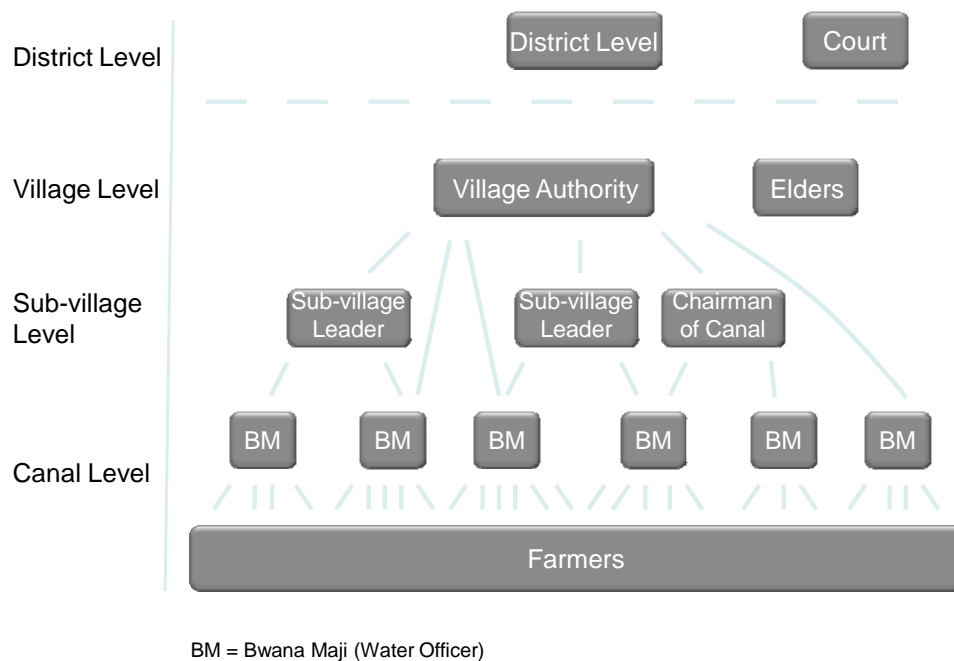 District Level
District Level
Court
Village Level
Village Authority
Elders
Sub-village
Level
Sub-village
Leader
Sub-village
Leader
Chairman
of Canal
Canal Level
BM
BM
BM
BM
BM
BM
Farmers
BM = Bwana Maji (Water Officer)